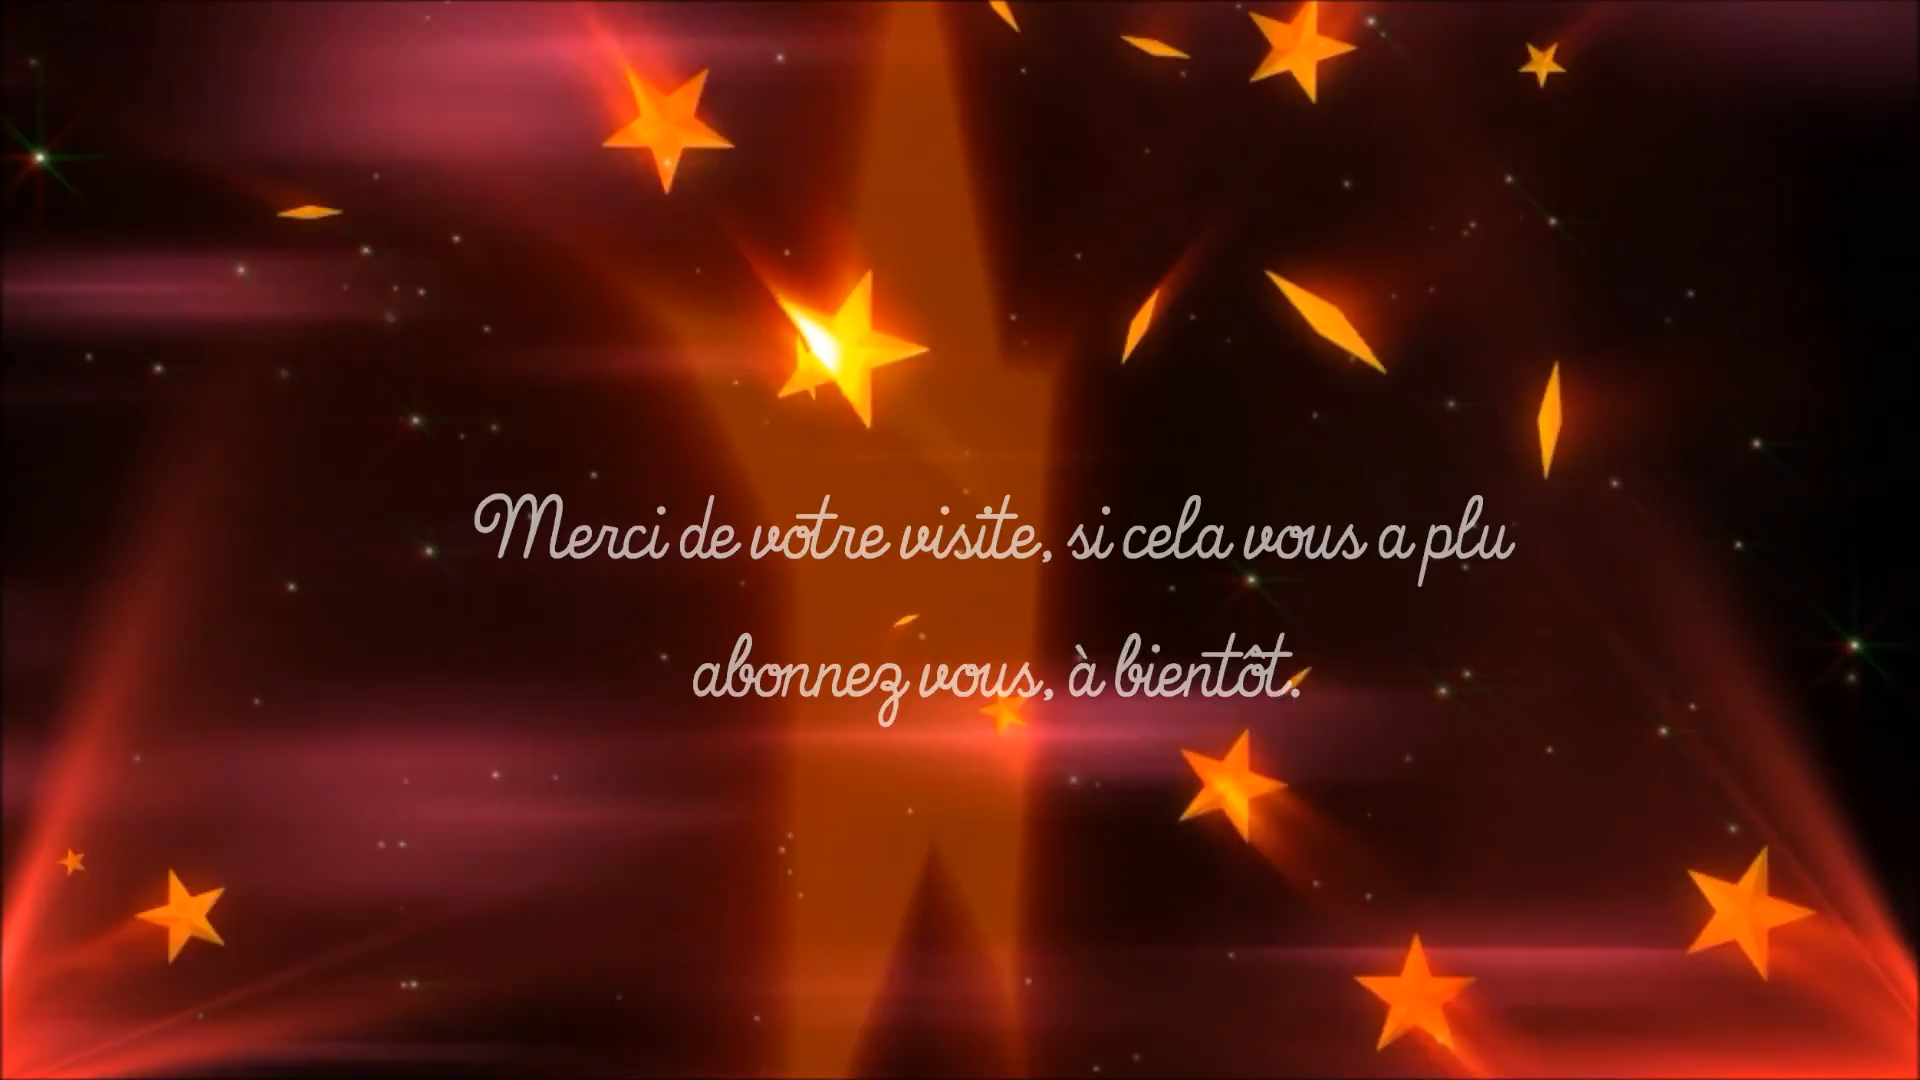 Merci de votre visite, si cela vous a plu
abonnez vous, à bientôt.